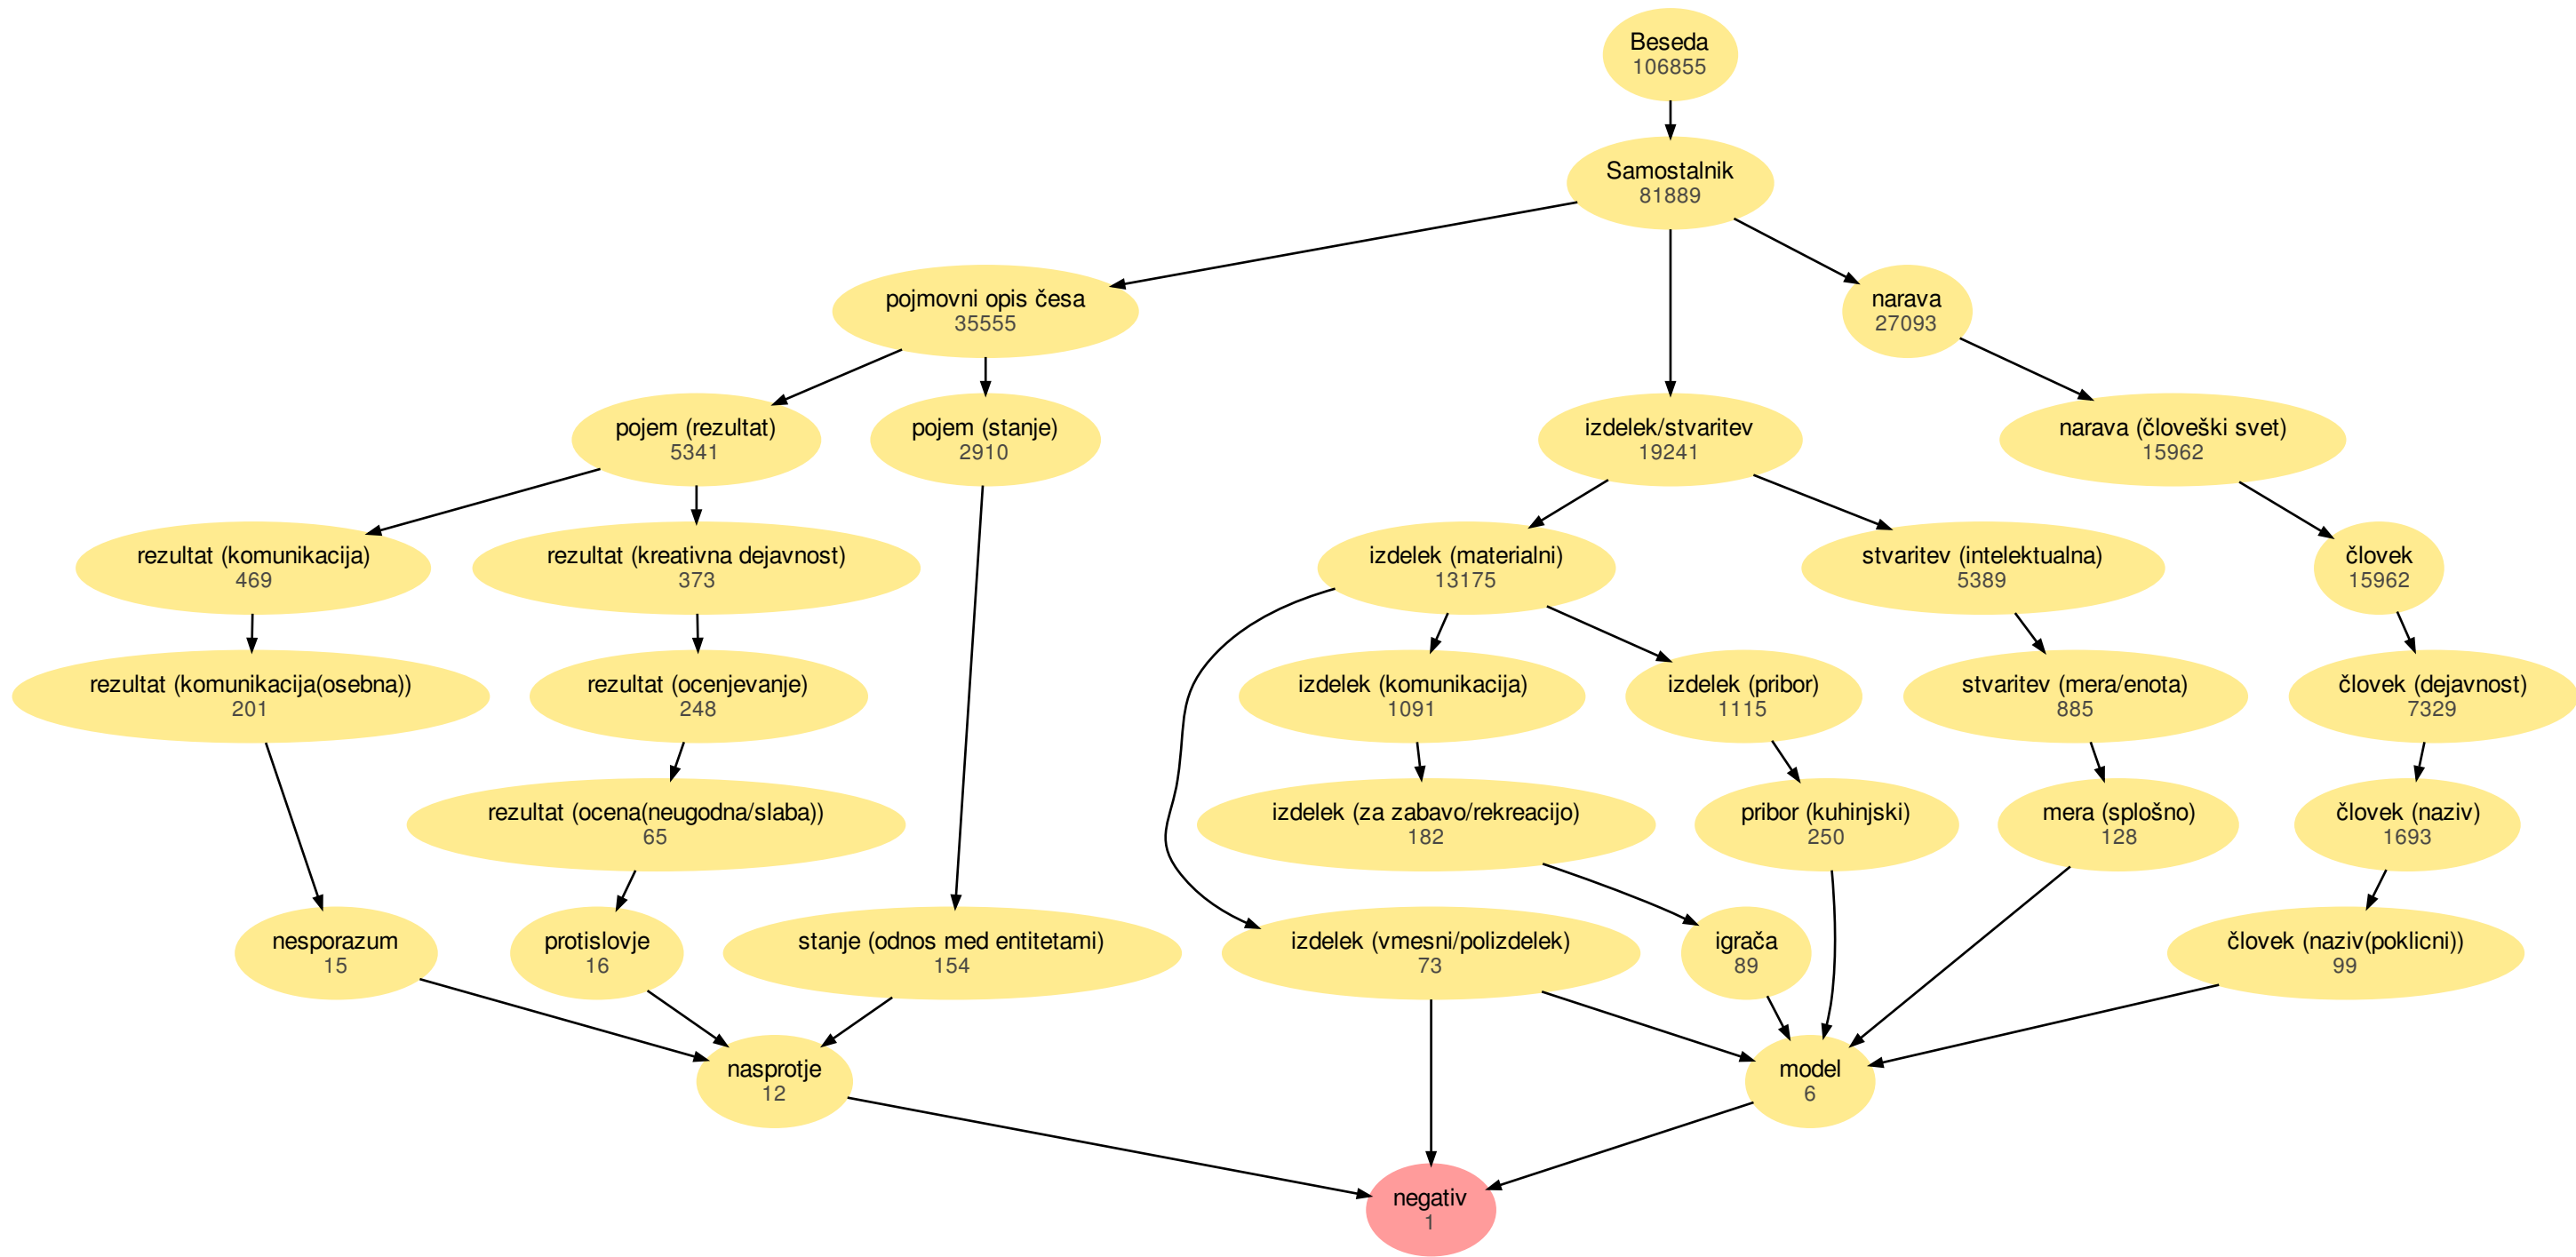 Beseda
106855
Samostalnik
81889
pojmovni opis česa
35555
narava
27093
pojem (rezultat)
5341
pojem (stanje)
2910
izdelek/stvaritev
19241
narava (človeški svet)
15962
rezultat (komunikacija)
469
rezultat (kreativna dejavnost)
373
izdelek (materialni)
13175
stvaritev (intelektualna)
5389
človek
15962
rezultat (komunikacija(osebna))
201
rezultat (ocenjevanje)
248
izdelek (komunikacija)
1091
izdelek (pribor)
1115
stvaritev (mera/enota)
885
človek (dejavnost)
7329
rezultat (ocena(neugodna/slaba))
65
izdelek (za zabavo/rekreacijo)
182
pribor (kuhinjski)
250
mera (splošno)
128
človek (naziv)
1693
nesporazum
15
protislovje
16
stanje (odnos med entitetami)
154
izdelek (vmesni/polizdelek)
73
igrača
89
človek (naziv(poklicni))
99
nasprotje
12
model
6
negativ
1